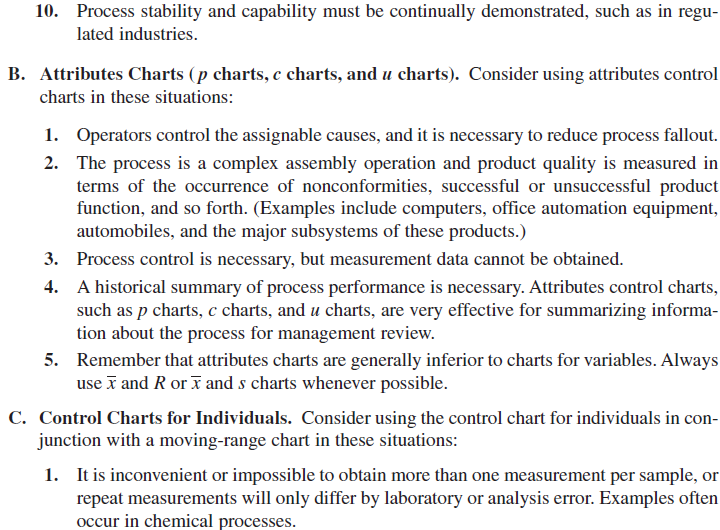 10. Process stability and capability must be continually demonstrated, such as in regu-
lated industries.
B. Attributes Charts (p charts, c charts, and u charts). Consider using attributes control
charts in these situations:
1. Operators control the assignable causes, and it is necessary to reduce process fallout.
2. The process is a complex assembly operation and product quality is measured in
terms of the occurrence of nonconformities, successful or unsuccessful product
function, and so forth. (Examples include computers, office automation equipment,
automobiles, and the major subsystems of these products.)
3. Process control is necessary, but measurement data cannot be obtained.
4. A historical summary of process performance is necessary. Attributes control charts,
such as p charts, c charts, and u charts, are very effective for summarizing informa-
tion about the process for management review.
5. Remember that attributes charts are generally inferior to charts for variables. Always
use x̅ and R or x̅ and s charts whenever possible.
C. Control Charts for Individuals. Consider using the control chart for individuals in con-
junction with a moving-range chart in these situations:
1. It is inconvenient or impossible to obtain more than one measurement per sample, or
repeat measurements will only differ by laboratory or analysis error. Examples often
occur in chemical processes.